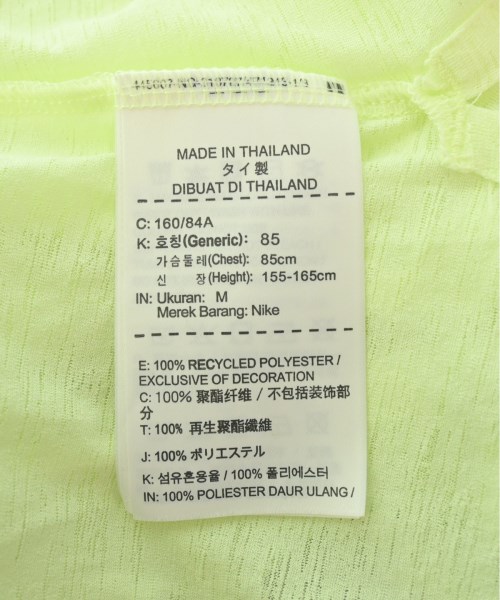 MADE IN THAILAND
タイ製
DIBUAT DI THAILAND
C: 160/84A
K: 호칭(Generic): 85
가슴둘레(Chest): 85cm
신 장(Height): 155-165cm
IN: Ukuran: M
Merek Barang: Nike
E: 100% RECYCLED POLYESTER /
EXCLUSIVE OF DECORATION
C: 100% 聚酯纤维 / 不包括装饰部
分
T: 100% 再生聚酯纖維
J: 100% ポリエステル
K: 섬유혼용율 / 100% 폴리에스터
IN: 100% POLIESTER DAUR ULANG /